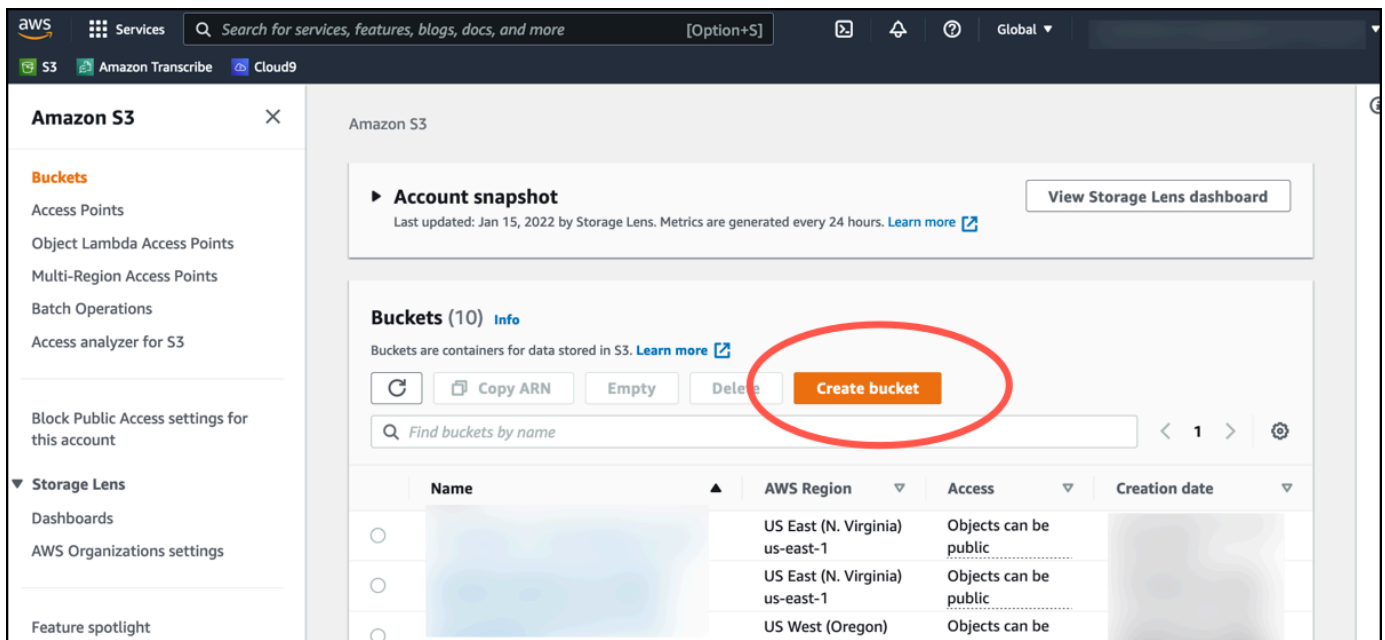 aws Services Search for services, features, blogs, docs, and more [Option+S] Global
S3 Amazon Transcribe Cloud9
Amazon S3
Buckets
Access Points
Object Lambda Access Points
Multi-Region Access Points
Batch Operations
Access analyzer for S3
Block Public Access settings for
this account
Storage Lens
Dashboards
AWS Organizations settings
Feature spotlight
Amazon S3
Account snapshot
View Storage Lens dashboard
Last updated: Jan 15, 2022 by Storage Lens. Metrics are generated every 24 hours. Learn more
Buckets (10) Info
Buckets are containers for data stored in S3. Learn more
Copy ARN Empty Delete Create bucket
Find buckets by name 1
Name AWS Region Access Creation date
US East (N. Virginia) Objects can be
us-east-1 public
US East (N. Virginia) Objects can be
us-east-1 public
US West (Oregon) Objects can be